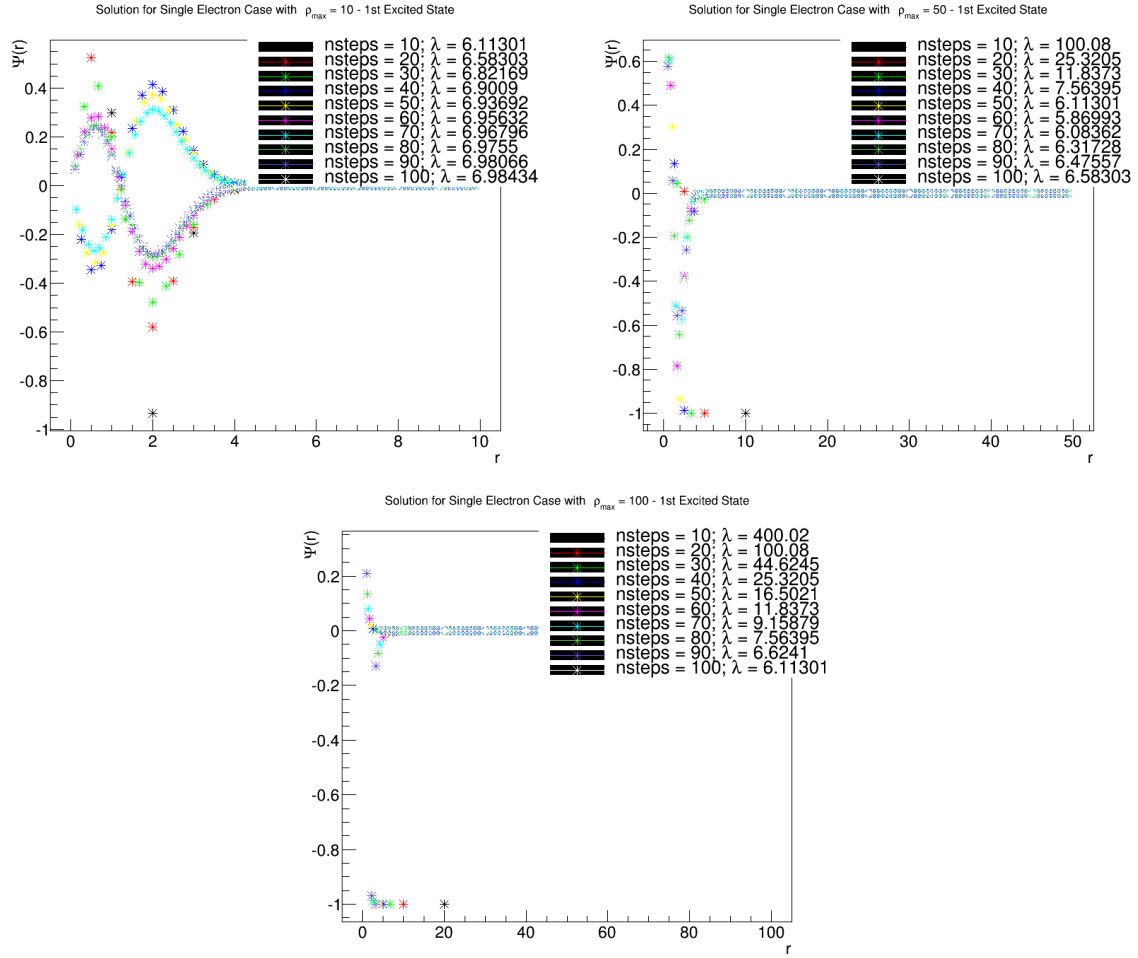 Solution for Single Electron Case with ρmax = 10 - 1st Excited State
Ψ(r)
nsteps = 10; λ = 6.11301
nsteps = 20; λ = 6.58303
nsteps = 30; λ = 6.82169
nsteps = 40; λ = 6.9009
nsteps = 50; λ = 6.93692
nsteps = 60; λ = 6.95632
nsteps = 70; λ = 6.96796
nsteps = 80; λ = 6.9755
nsteps = 90; λ = 6.98066
nsteps = 100; λ = 6.98434
0.4
0.2
0
-0.2
-0.4
-0.6
-0.8
-1
0 2 4 6 8 10
r
Solution for Single Electron Case with ρmax = 50 - 1st Excited State
Ψ(r)
nsteps = 10; λ = 100.08
nsteps = 20; λ = 25.3205
nsteps = 30; λ = 11.8373
nsteps = 40; λ = 7.56395
nsteps = 50; λ = 6.11301
nsteps = 60; λ = 5.86993
nsteps = 70; λ = 6.08362
nsteps = 80; λ = 6.31728
nsteps = 90; λ = 6.47557
nsteps = 100; λ = 6.58303
0.6
0.4
0.2
0
-0.2
-0.4
-0.6
-0.8
-1
0 10 20 30 40 50
r
Solution for Single Electron Case with ρmax = 100 - 1st Excited State
Ψ(r)
nsteps = 10; λ = 400.02
nsteps = 20; λ = 100.08
nsteps = 30; λ = 44.6245
nsteps = 40; λ = 25.3205
nsteps = 50; λ = 16.5021
nsteps = 60; λ = 11.8373
nsteps = 70; λ = 9.15879
nsteps = 80; λ = 7.56395
nsteps = 90; λ = 6.6241
nsteps = 100; λ = 6.11301
0.2
0
-0.2
-0.4
-0.6
-0.8
-1
0 20 40 60 80 100
r